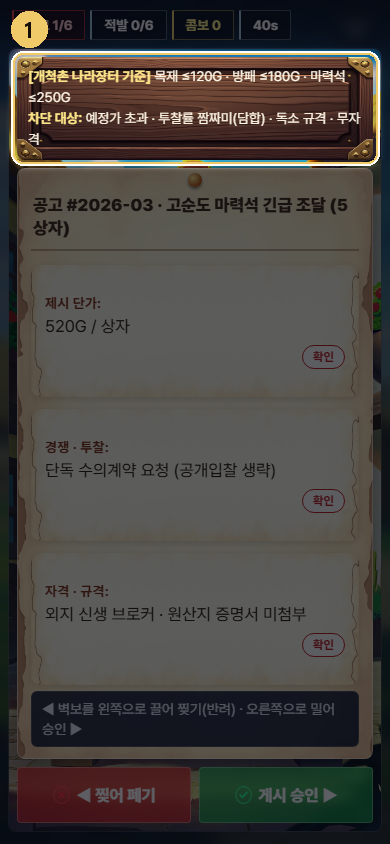 1
1/6
적발 0/6
콤보 0
40s
[개척촌 나라장터 기준] 목재 ≤120G · 방패 ≤180G · 마력석
≤250G
차단 대상: 예정가 초과 · 투찰률 짬짜미(담합) · 독소 규격 · 무자
격.
공고 #2026-03 · 고순도 마력석 긴급 조달 (5
상자)
제시 단가:
520G / 상자
확인
경쟁 · 투찰:
단독 수의계약 요청 (공개입찰 생략)
확인
자격 · 규격:
외지 신생 브로커 · 원산지 증명서 미첨부
확인
◀ 벽보를 왼쪽으로 끌어 찢기(반려) · 오른쪽으로 밀어
승인 ▶
◀ 찢어 폐기
게시 승인 ▶